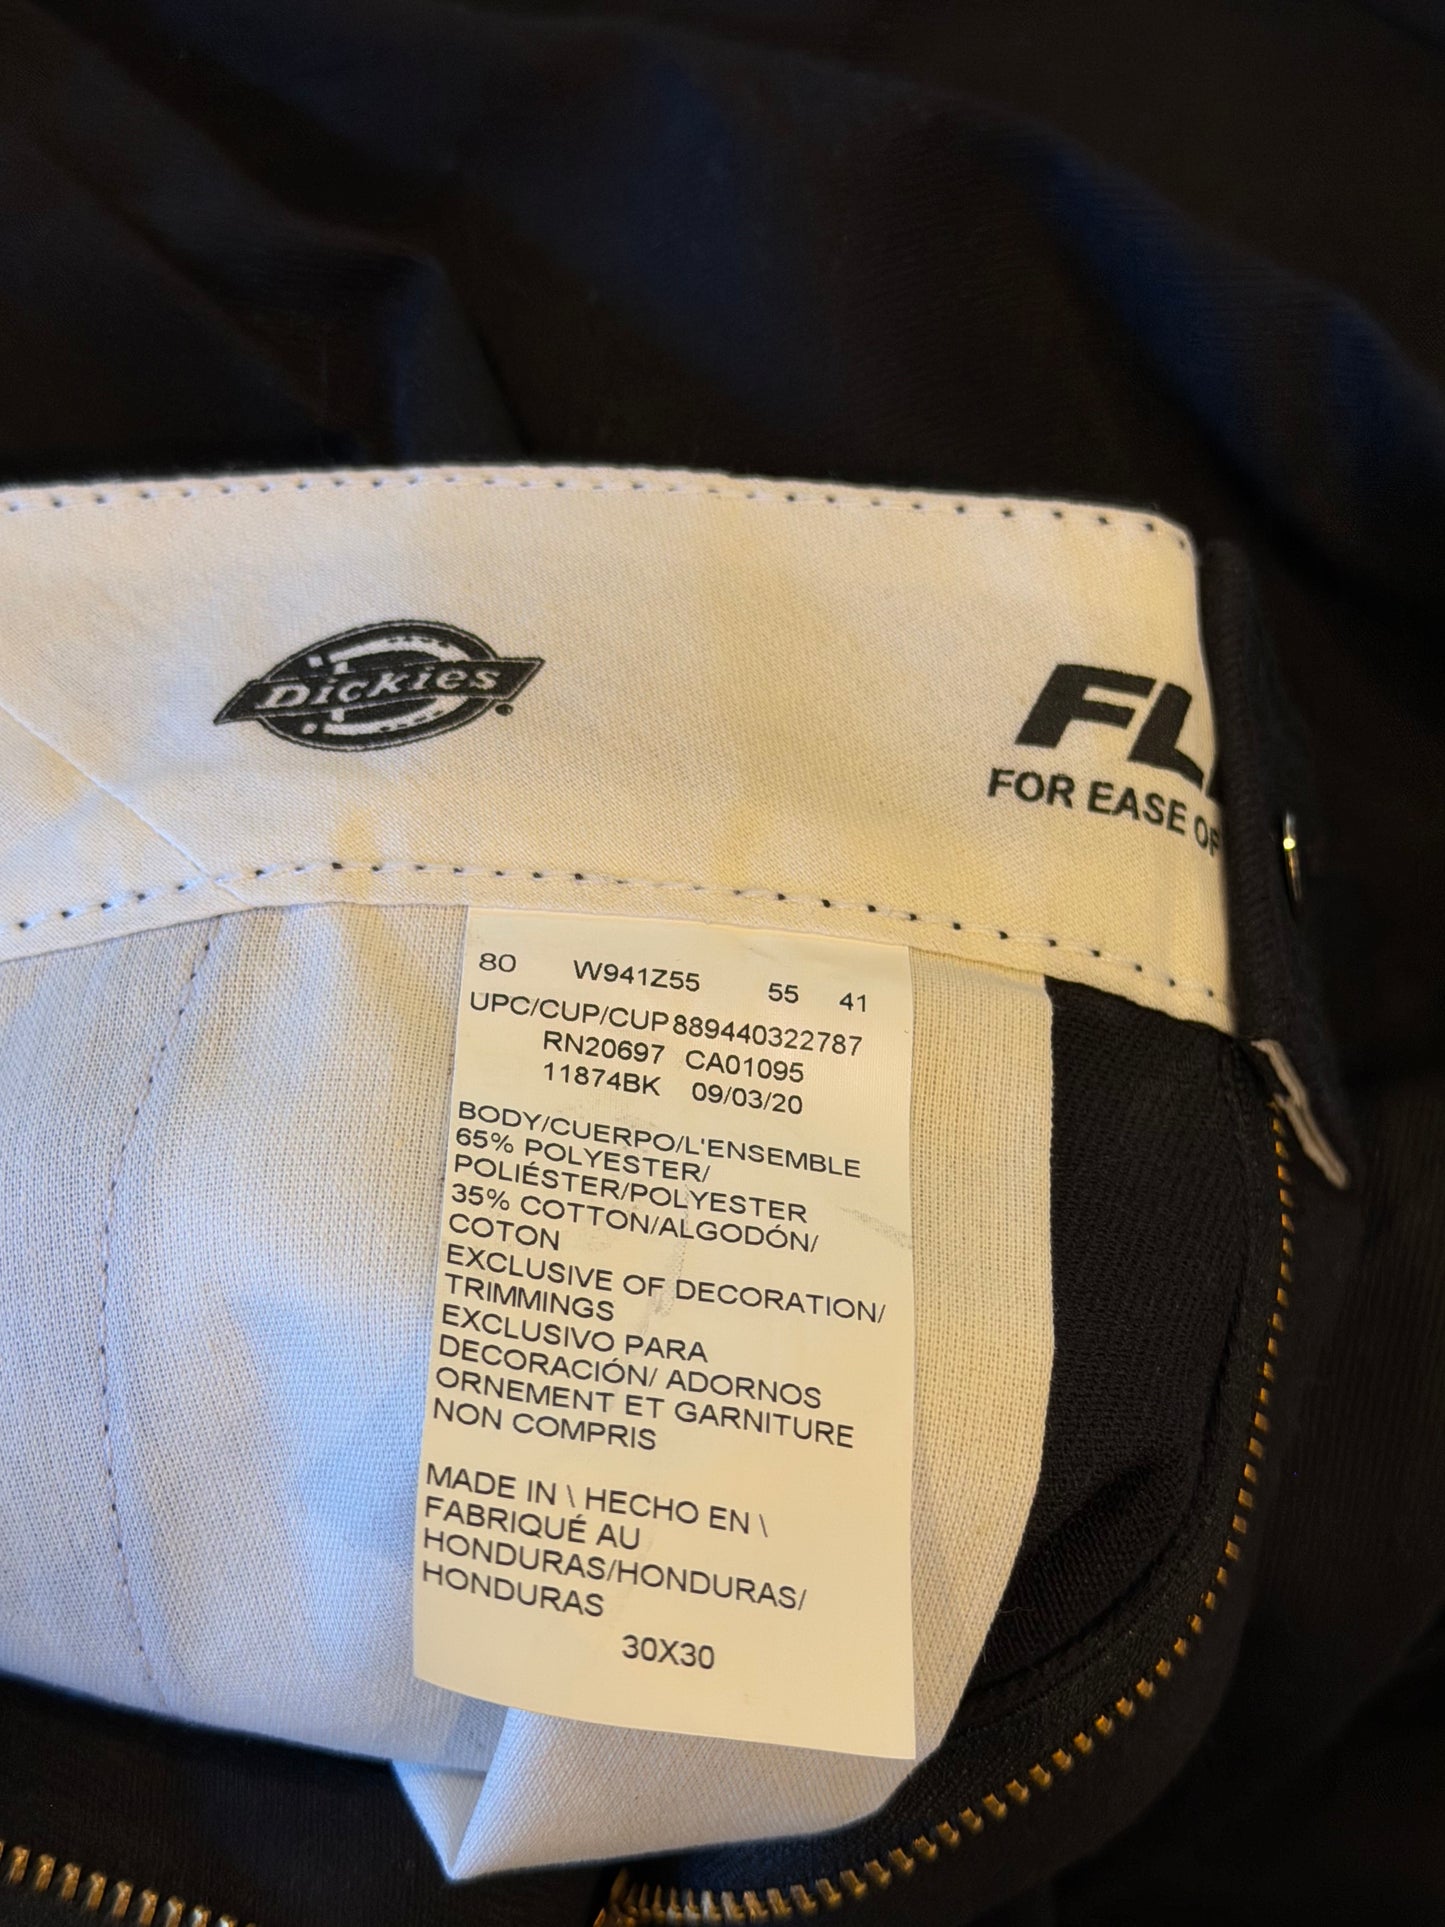 Dickies
FL
FOR EASE OF
80 W941Z55 55 41
UPC/CUP/CUP889440322787
RN20697 CA01095
11874BK 09/03/20
BODY/CUERPO/L'ENSEMBLE
65% POLYESTER/
POLIÉSTER/POLYESTER
35% COTTON/ALGODÓN/
COTON
EXCLUSIVE OF DECORATION/
TRIMMINGS
EXCLUSIVO PARA
DECORACIÓN/ ADORNOS
ORNEMENT ET GARNITURE
NON COMPRIS
MADE IN \ HECHO EN \
FABRIQUÉ AU
HONDURAS/HONDURAS/
HONDURAS
30X30